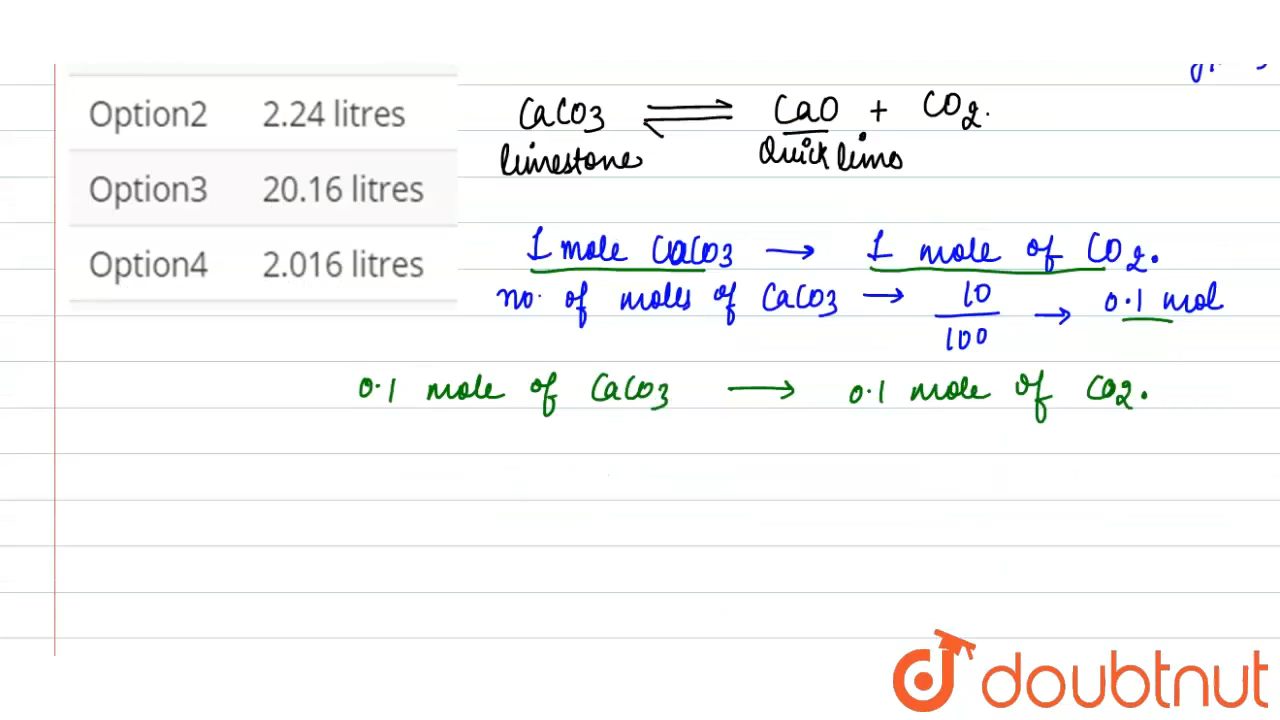 Option2 2.24 litres
CaCO3 ⇌ CaO + CO2.
limestone Quick lime
Option3 20.16 litres
1 mole CaCO3 → 1 mole of CO2.
Option4 2.016 litres
no. of moles of CaCO3 → 10/100 → 0.1 mol
0.1 mole of CaCO3 → 0.1 mole of CO2.
doubtnut